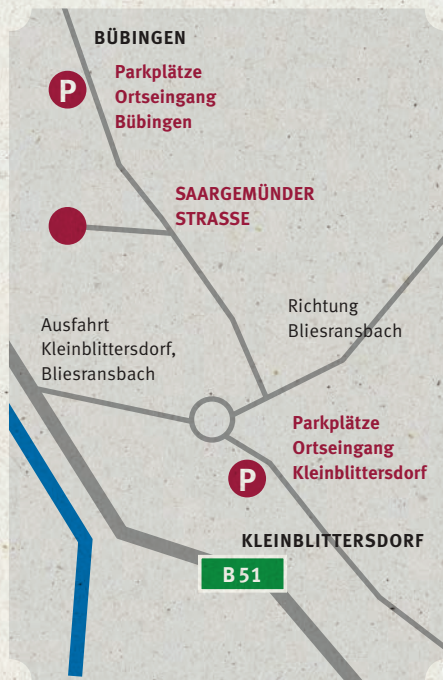 BÜBINGEN
P
Parkplätze
Ortseingang
Bübingen
SAARGEMÜNDER
STRASSE
Richtung
Bliesransbach
Ausfahrt
Kleinblittersdorf,
Bliesransbach
Parkplätze
Ortseingang
Kleinblittersdorf
P
KLEINBLITTERSDORF
B 51